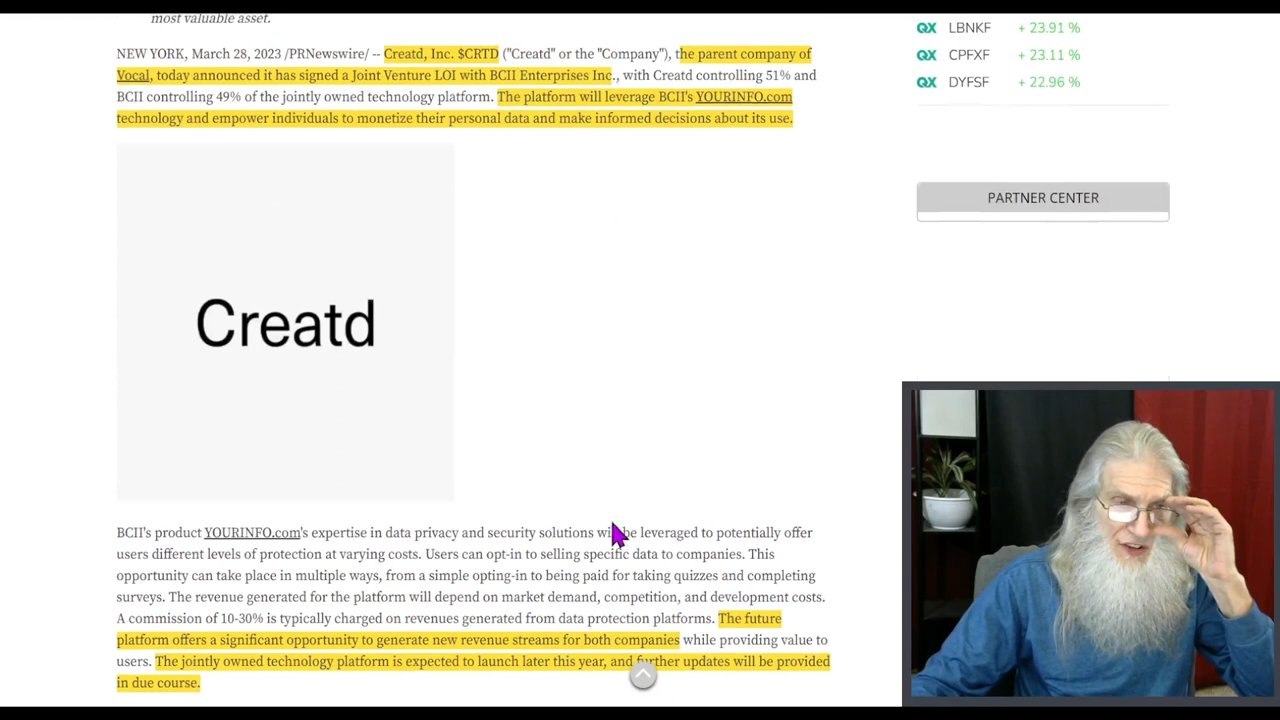 most valuable asset.
NEW YORK, March 28, 2023 /PRNewswire/ -- Creatd, Inc. $CRTD ("Creatd" or the "Company"), the parent company of
Vocal, today announced it has signed a Joint Venture LOI with BCII Enterprises Inc., with Creatd controlling 51% and
BCII controlling 49% of the jointly owned technology platform. The platform will leverage BCII's YOURINFO.com
technology and empower individuals to monetize their personal data and make informed decisions about its use.
Creatd
BCII's product YOURINFO.com's expertise in data privacy and security solutions will be leveraged to potentially offer
users different levels of protection at varying costs. Users can opt-in to selling specific data to companies. This
opportunity can take place in multiple ways, from a simple opting-in to being paid for taking quizzes and completing
surveys. The revenue generated for the platform will depend on market demand, competition, and development costs.
A commission of 10-30% is typically charged on revenues generated from data protection platforms. The future
platform offers a significant opportunity to generate new revenue streams for both companies while providing value to
users. The jointly owned technology platform is expected to launch later this year, and further updates will be provided
in due course.
QX LBNKF + 23.91 %
QX CPFXF + 23.11 %
QX DYFSF + 22.96 %
PARTNER CENTER